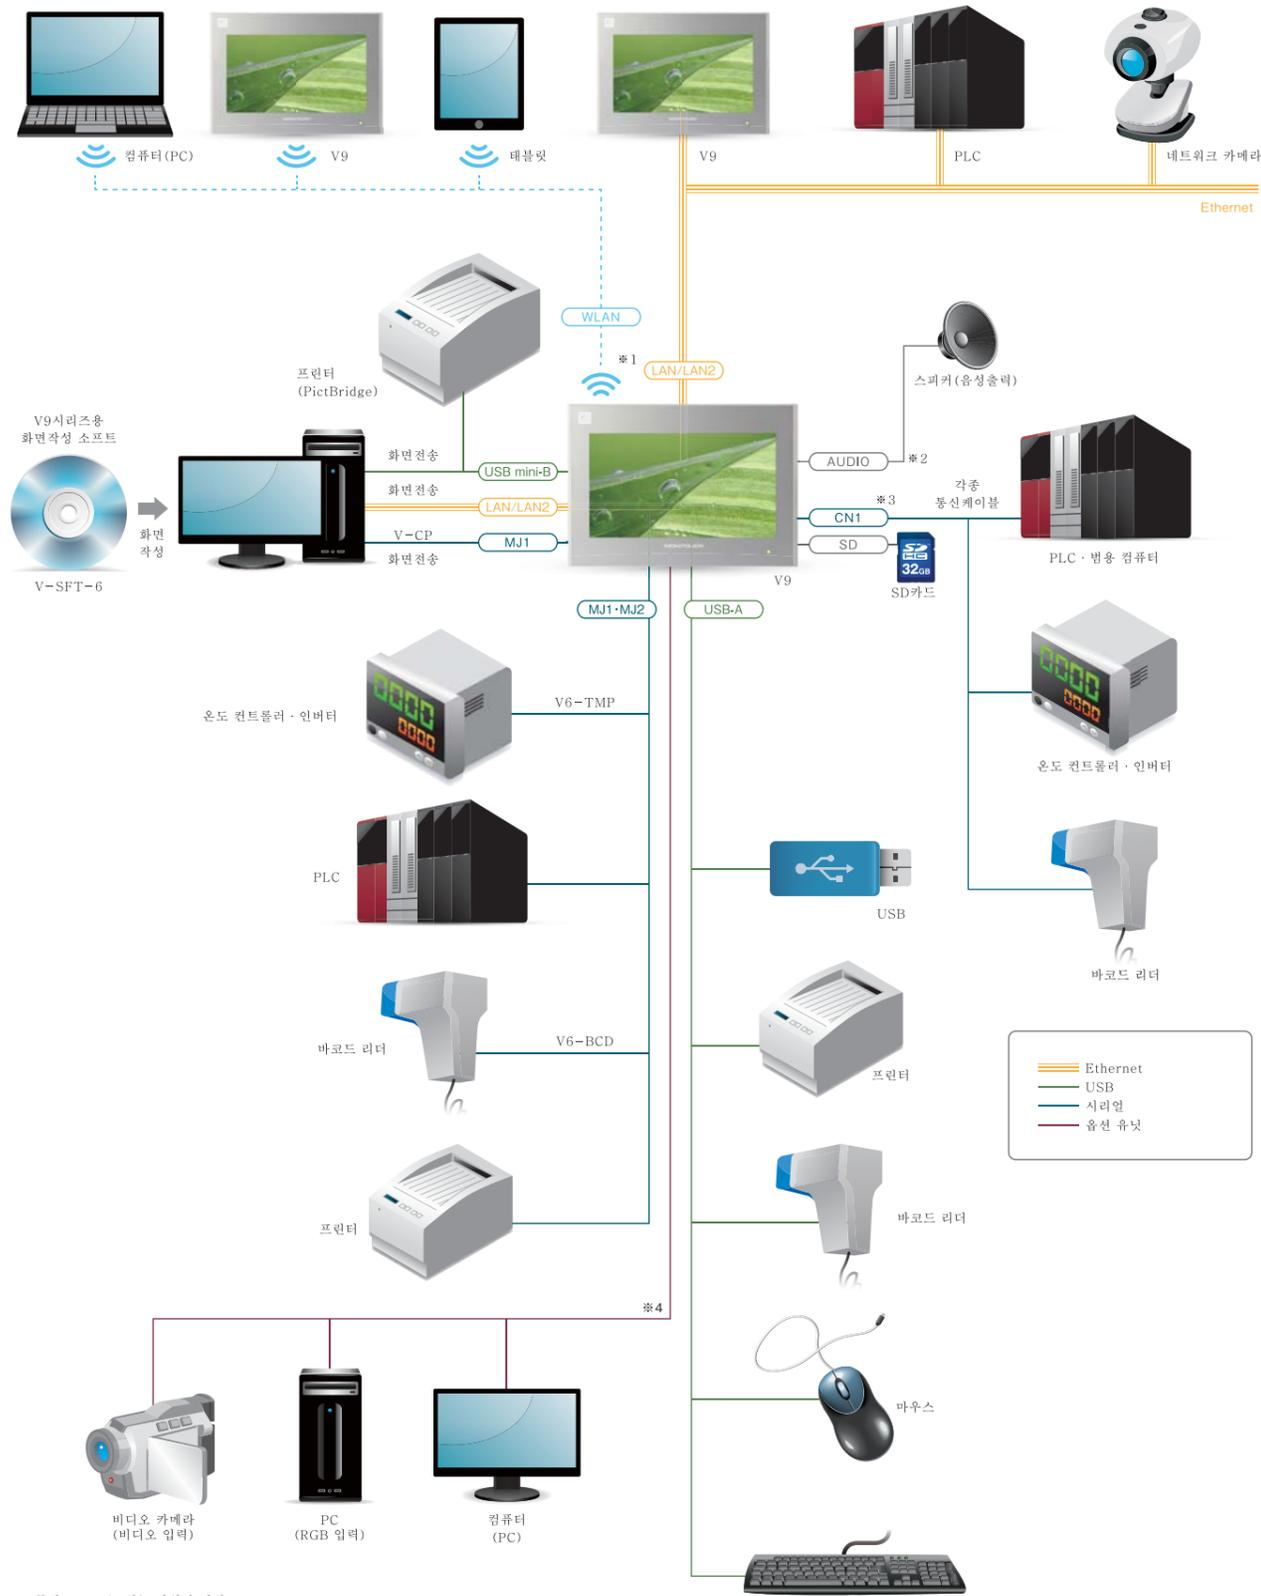 컴퓨터(PC)
V9
태블릿
V9
PLC
네트워크 카메라
Ethernet
WLAN
※1
LAN/LAN2
프린터
(PictBridge)
스피커(음성출력)
V9시리즈용
화면작성 소프트
화면
작성
V-SFT-6
화면전송
USB mini-B
화면전송
LAN/LAN2
V-CP
MJ1
화면전송
AUDIO
※2
※3
CN1
각종
통신케이블
SD
SDHC
32GB
SD카드
V9
PLC · 범용 컴퓨터
MJ1·MJ2
USB-A
온도 컨트롤러 · 인버터
V6-TMP
온도 컨트롤러 · 인버터
PLC
USB
바코드 리더
바코드 리더
V6-BCD
프린터
Ethernet
USB
시리얼
옵션 유닛
프린터
바코드 리더
※4
마우스
비디오 카메라
(비디오 입력)
PC
(RGB 입력)
컴퓨터
(PC)